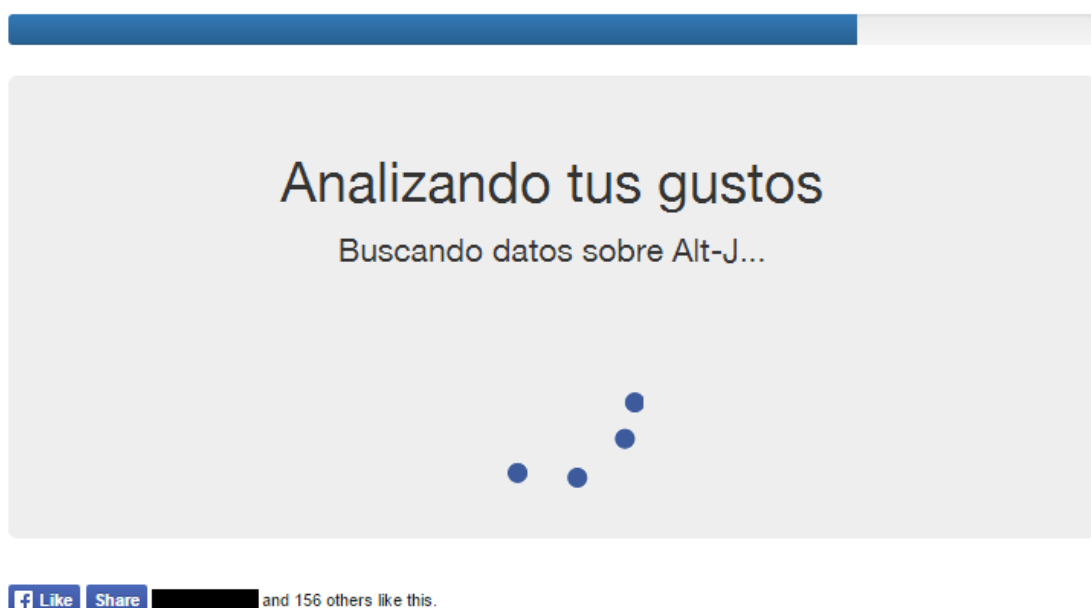 Analizando tus gustos
Buscando datos sobre Alt-J...
Like Share and 156 others like this.